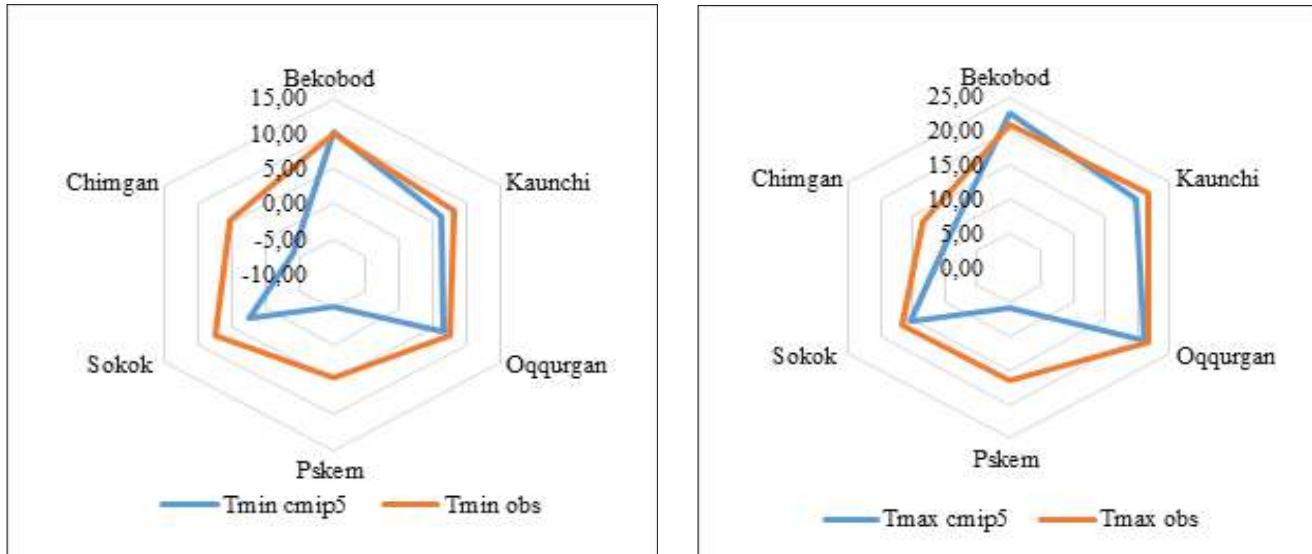 Bekobod
15,00
10,00
5,00
0,00
-5,00
-10,00
Chimgan
Kaunchi
Sokok
Oqqurgan
Pskem
Tmin cmip5
Tmin obs
Bekobod
25,00
20,00
15,00
10,00
5,00
0,00
Chimgan
Kaunchi
Sokok
Oqqurgan
Pskem
Tmax cmip5
Tmax obs